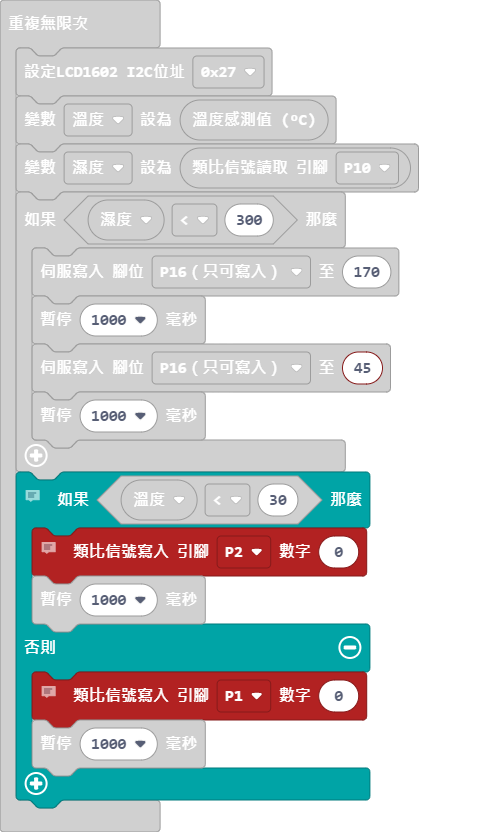 重複無限次
設定LCD1602 I2C位址 0x27
變數 溫度 設為 溫度感測值 (ºC)
變數 濕度 設為 類比信號讀取 引腳 P10
如果 濕度 < 300 那麼
伺服寫入 腳位 P16 (只可寫入) 至 170
暫停 1000 毫秒
伺服寫入 腳位 P16 (只可寫入) 至 45
暫停 1000 毫秒
如果 溫度 < 30 那麼
類比信號寫入 引腳 P2 數字 0
暫停 1000 毫秒
否則
類比信號寫入 引腳 P1 數字 0
暫停 1000 毫秒